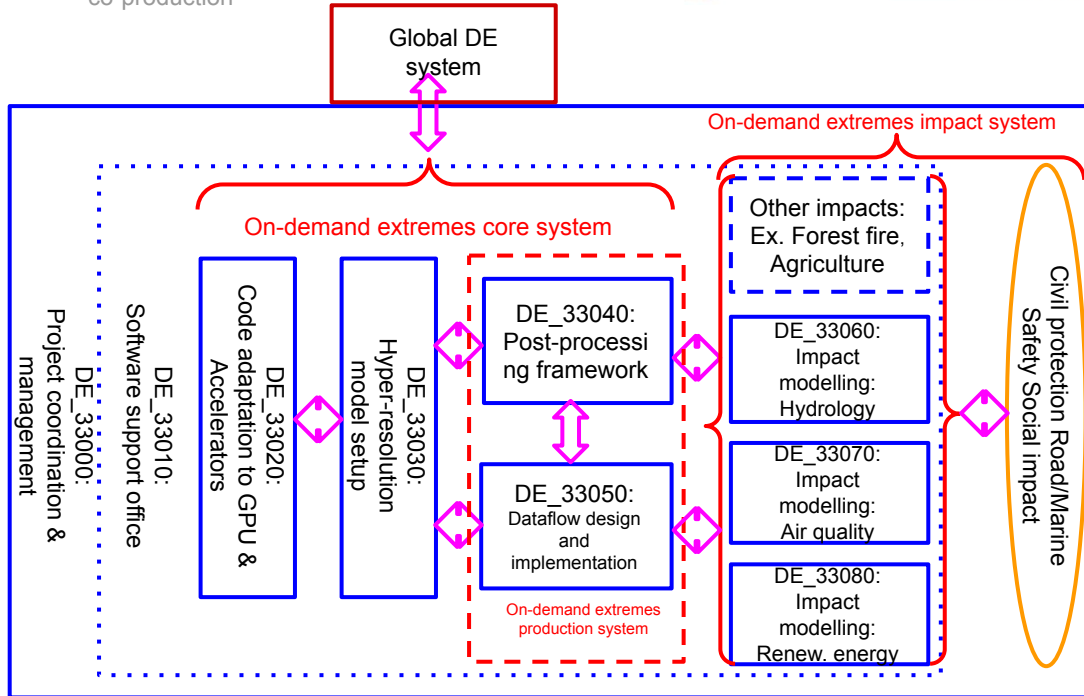 co-production
Global DE
system
On-demand extremes impact system
On-demand extremes core system
DE_33000:
Project coordination &
management
DE_33010:
Software support office
DE_33020:
Code adaptation to GPU &
Accelerators
DE_33030:
Hyper-resolution
model setup
DE_33040:
Post-processi
ng framework
DE_33050:
Dataflow design
and
implementation
On-demand extremes
production system
Other impacts:
Ex. Forest fire,
Agriculture
DE_33060:
Impact
modelling:
Hydrology
DE_33070:
Impact
modelling:
Air quality
DE_33080:
Impact
modelling:
Renew. energy
Civil protection Road/Marine
Safety Social impact